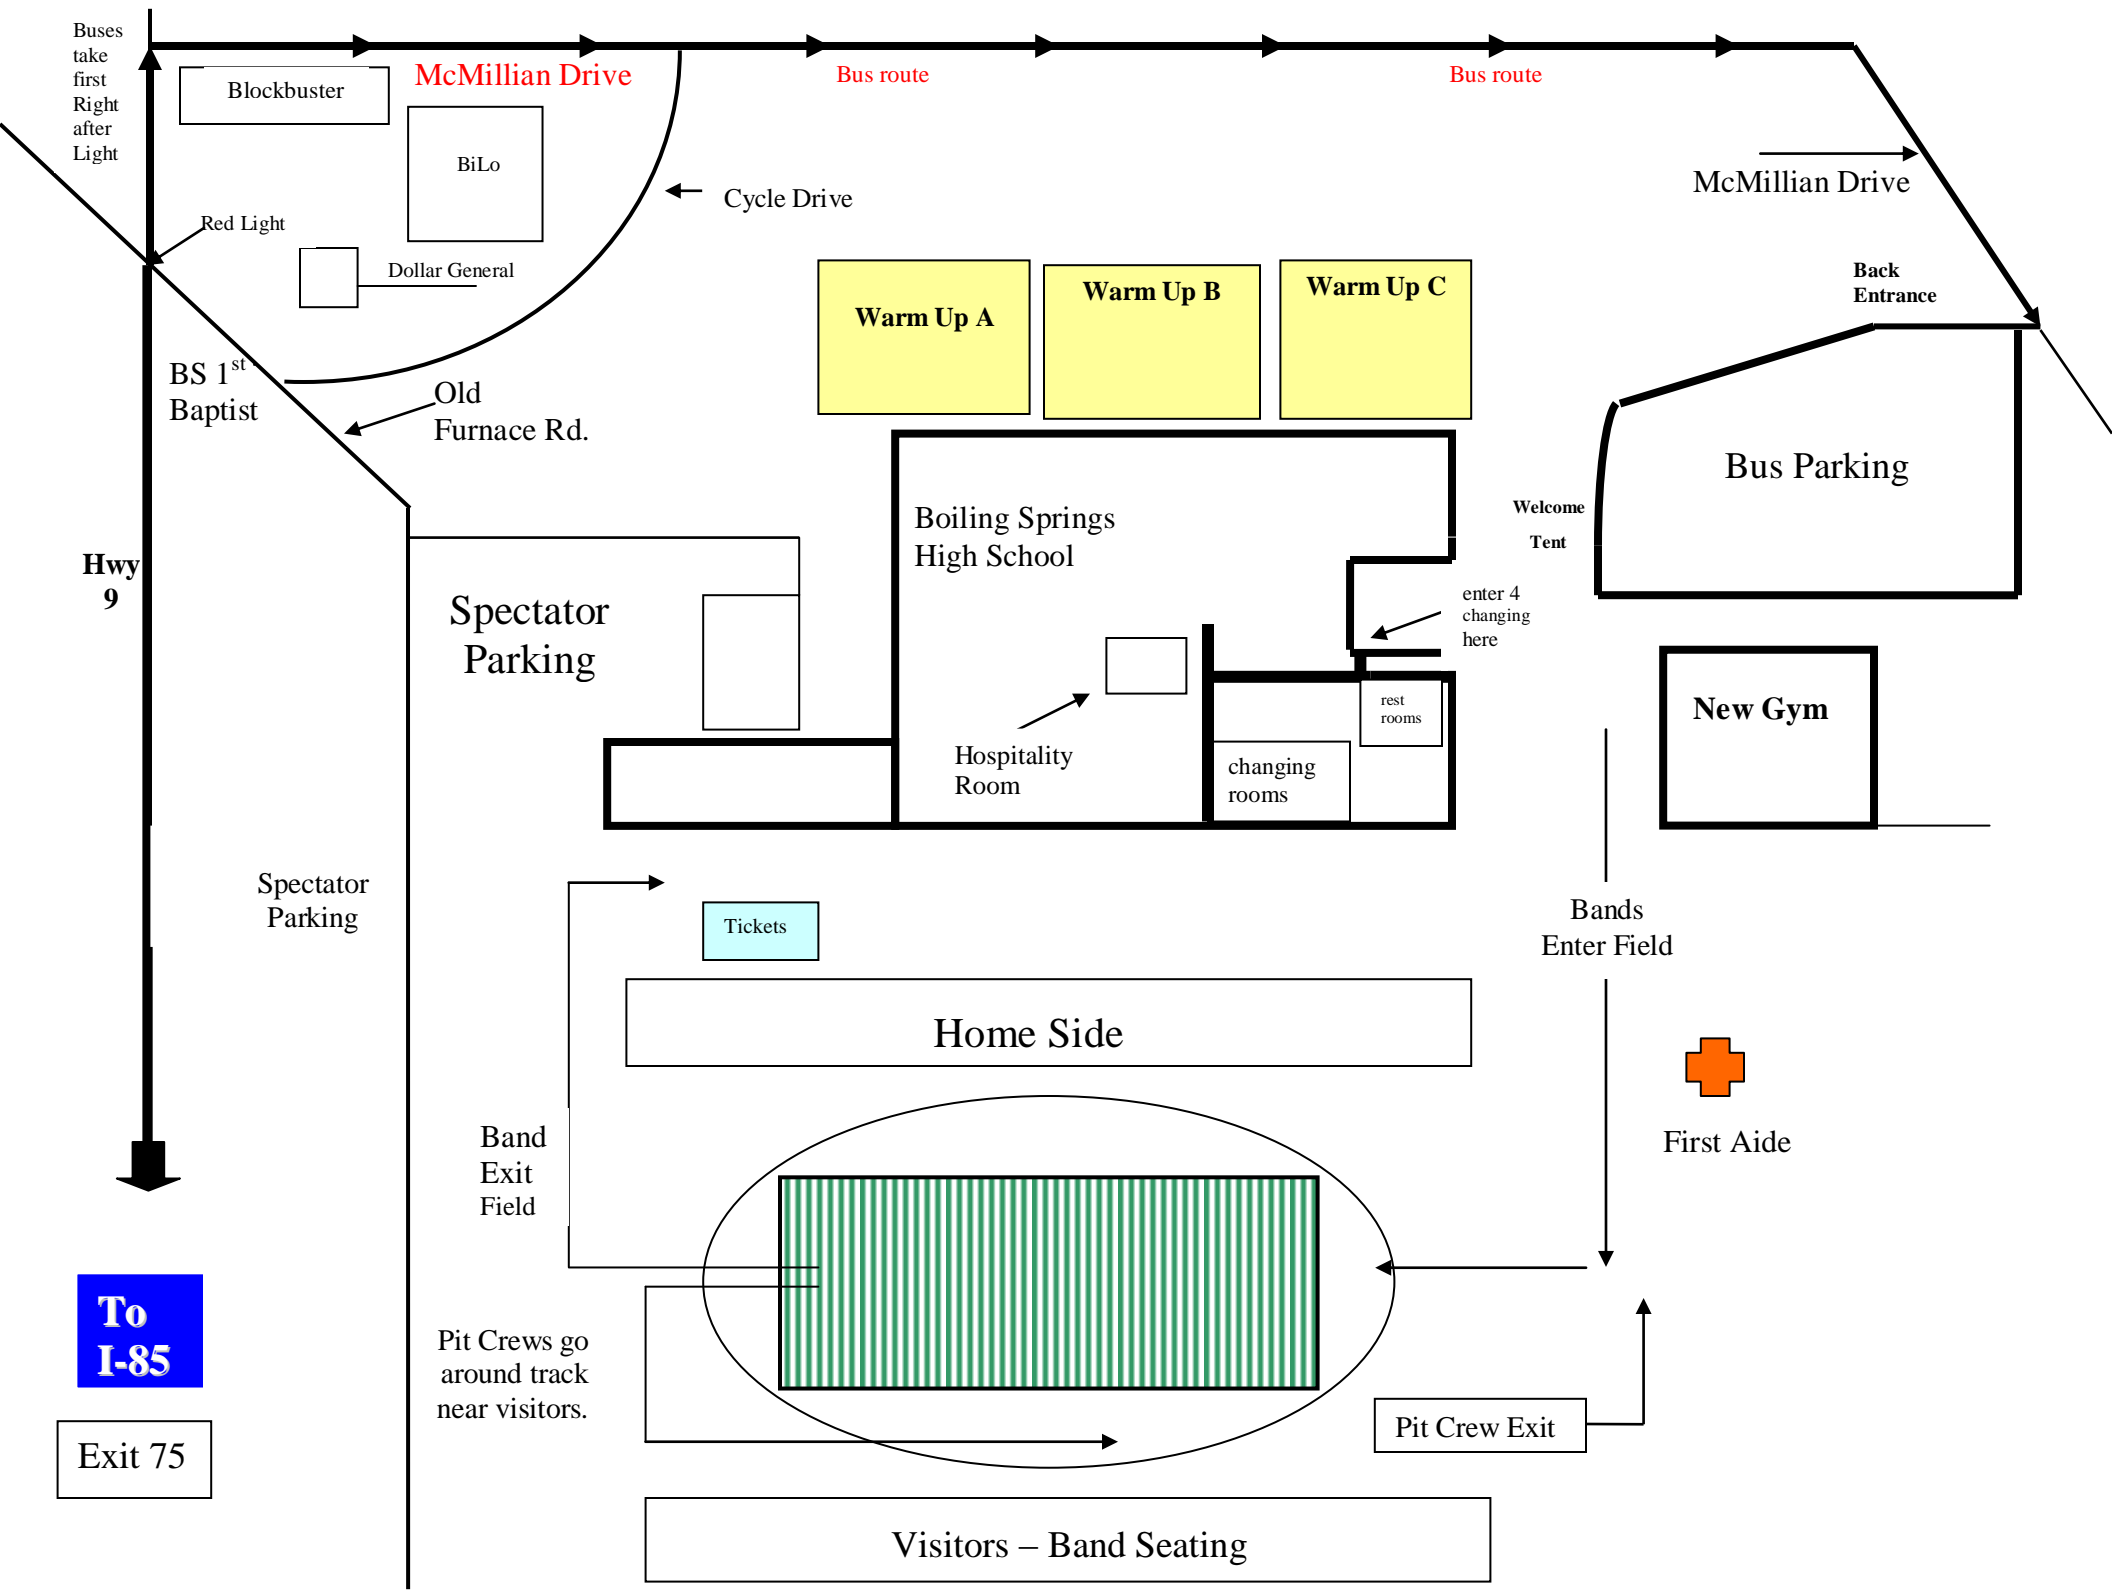 Buses
take
first
Right
after
Light
Blockbuster
McMillian Drive
Bus route
Bus route
BiLo
McMillian Drive
Cycle Drive
Red Light
Dollar General
Back
Entrance
Warm Up A
Warm Up B
Warm Up C
BS 1st
Baptist
Old
Furnace Rd.
Bus Parking
Boiling Springs
High School
Welcome
Tent
Hwy
9
Spectator
Parking
enter 4
changing
here
rest
rooms
New Gym
Hospitality
Room
changing
rooms
Spectator
Parking
Tickets
Bands
Enter Field
Home Side
Band
Exit
Field
First Aide
To
I-85
Pit Crews go
around track
near visitors.
Pit Crew Exit
Exit 75
Visitors – Band Seating